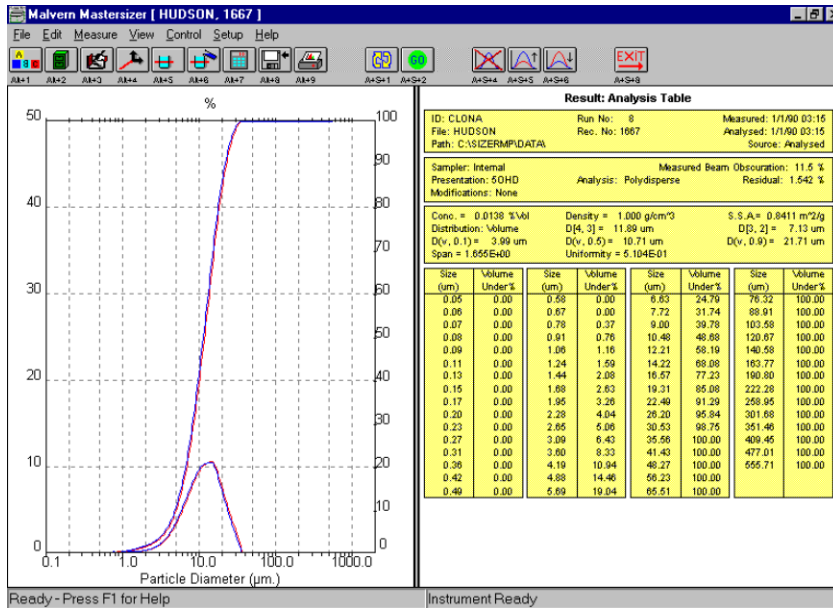 Malvern Mastersizer [ HUDSON, 1667 ]
File Edit Measure View Control Setup Help
GO EXiT
Alt+1 Alt+2 Alt+3 Alt+4 Alt+5 Alt+6 Alt+7 Alt+8 Alt+9 A+S+1 A+S+2 A+S+4 A+S+5 A+S+6 A+S+8
%
50 100
90
40 80
70
30 60
50
20 40
30
10 20
10
0 0
0.1 1.0 10.0 100.0 1000.0
Particle Diameter (µm.)
Result: Analysis Table
ID: CLONA Run No: 8 Measured: 1/1/90 03:15
File: HUDSON Rec. No: 1667 Analysed: 1/1/90 03:15
Path: C:\SIZERMP\DATA\ Source: Analysed
Sampler: Internal Measured Beam Obscuration: 11.5 %
Presentation: 5OHD Analysis: Polydisperse Residual: 1.542 %
Modifications: None
Conc. = 0.0138 %Vol Density = 1.000 g/cm^3 S.S.A.= 0.8411 m^2/g
Distribution: Volume D[4, 3] = 11.89 um D[3, 2] = 7.13 um
D(v, 0.1) = 3.99 um D(v, 0.5) = 10.71 um D(v, 0.9) = 21.71 um
Span = 1.655E+00 Uniformity = 5.104E-01
Size Volume Size Volume Size Volume Size Volume
(um) Under% (um) Under% (um) Under% (um) Under%
0.05 0.00 0.58 0.00 6.63 24.79 76.32 100.00
0.06 0.00 0.67 0.00 7.72 31.74 88.91 100.00
0.07 0.00 0.78 0.37 9.00 39.78 103.58 100.00
0.08 0.00 0.91 0.76 10.48 48.68 120.67 100.00
0.09 0.00 1.06 1.16 12.21 58.19 140.58 100.00
0.11 0.00 1.24 1.59 14.22 68.08 163.77 100.00
0.13 0.00 1.44 2.08 16.57 77.23 190.80 100.00
0.15 0.00 1.68 2.63 19.31 85.08 222.28 100.00
0.17 0.00 1.95 3.26 22.49 91.29 258.95 100.00
0.20 0.00 2.28 4.04 26.20 95.84 301.68 100.00
0.23 0.00 2.65 5.06 30.53 98.75 351.46 100.00
0.27 0.00 3.09 6.43 35.56 100.00 409.45 100.00
0.31 0.00 3.60 8.33 41.43 100.00 477.01 100.00
0.36 0.00 4.19 10.94 48.27 100.00 555.71 100.00
0.42 0.00 4.88 14.46 56.23 100.00
0.49 0.00 5.69 19.04 65.51 100.00
Ready - Press F1 for Help Instrument Ready